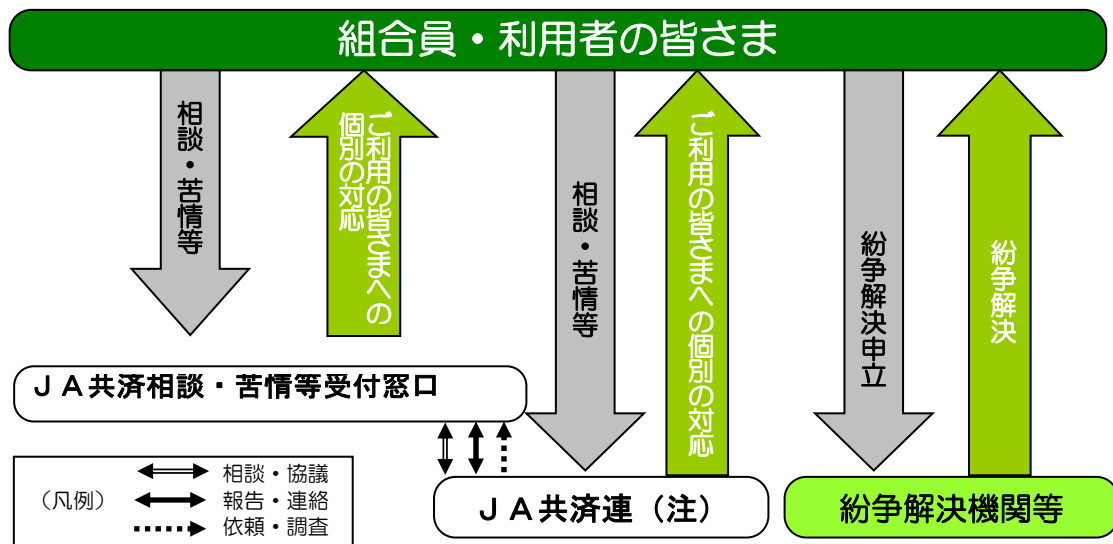 組合員・利用者の皆さま
相談・苦情等
ご利用の皆さまへの
個別の対応
相談・苦情等
ご利用の皆さまへの個別の対応
紛争解決申立
紛争解決
ＪＡ共済相談・苦情等受付窓口
（凡例）
相談・協議
報告・連絡
依頼・調査
ＪＡ共済連（注）
紛争解決機関等